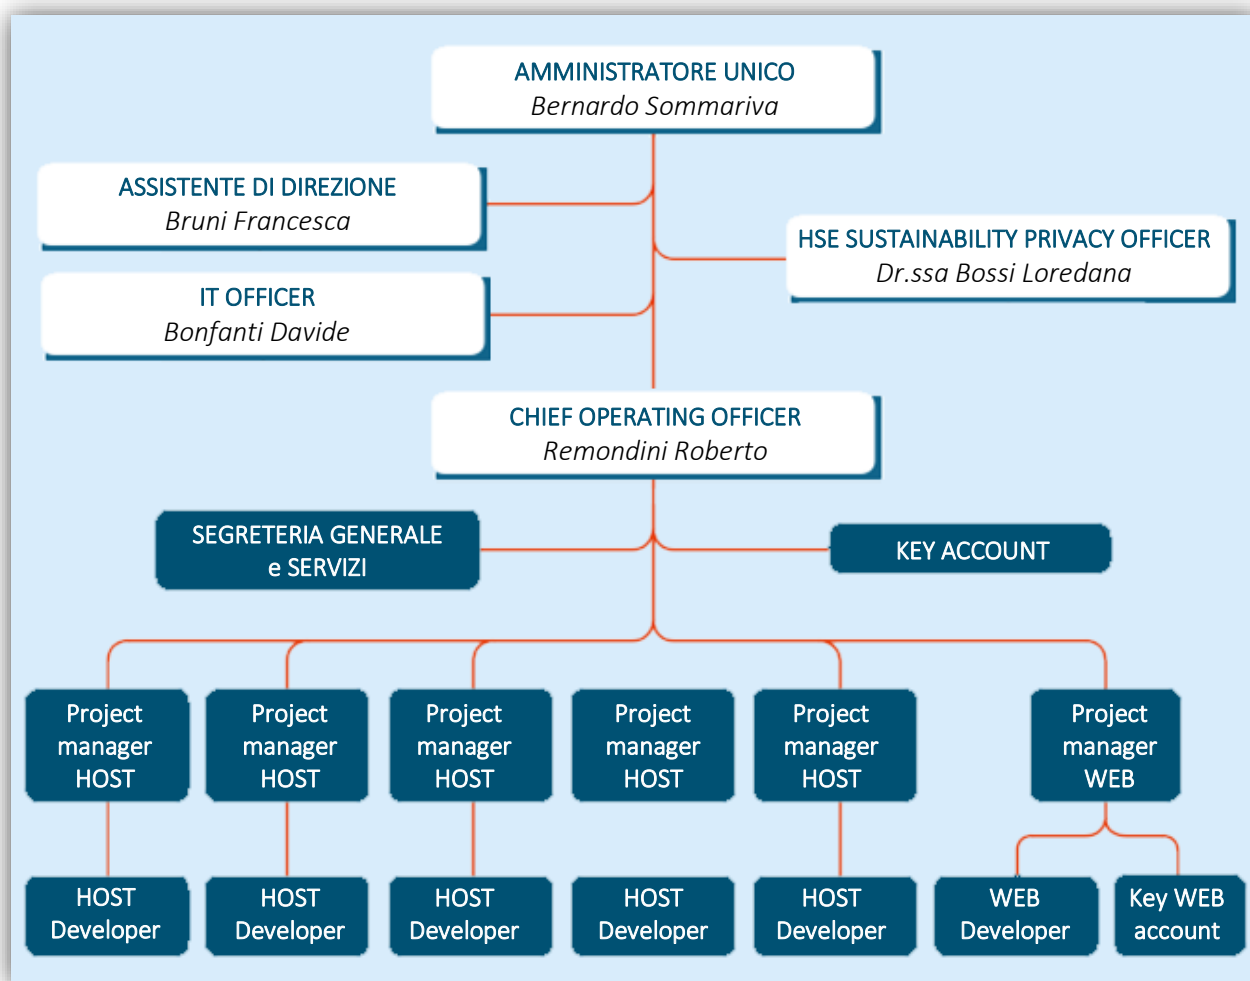 AMMINISTRATORE UNICO
Bernardo Sommariva
ASSISTENTE DI DIREZIONE
Bruni Francesca
HSE SUSTAINABILITY PRIVACY OFFICER
Dr.ssa Bossi Loredana
IT OFFICER
Bonfanti Davide
CHIEF OPERATING OFFICER
Remondini Roberto
SEGRETERIA GENERALE
e SERVIZI
KEY ACCOUNT
Project
manager
HOST
Project
manager
HOST
Project
manager
HOST
Project
manager
HOST
Project
manager
HOST
Project
manager
WEB
HOST
Developer
HOST
Developer
HOST
Developer
HOST
Developer
HOST
Developer
WEB
Developer
Key WEB
account